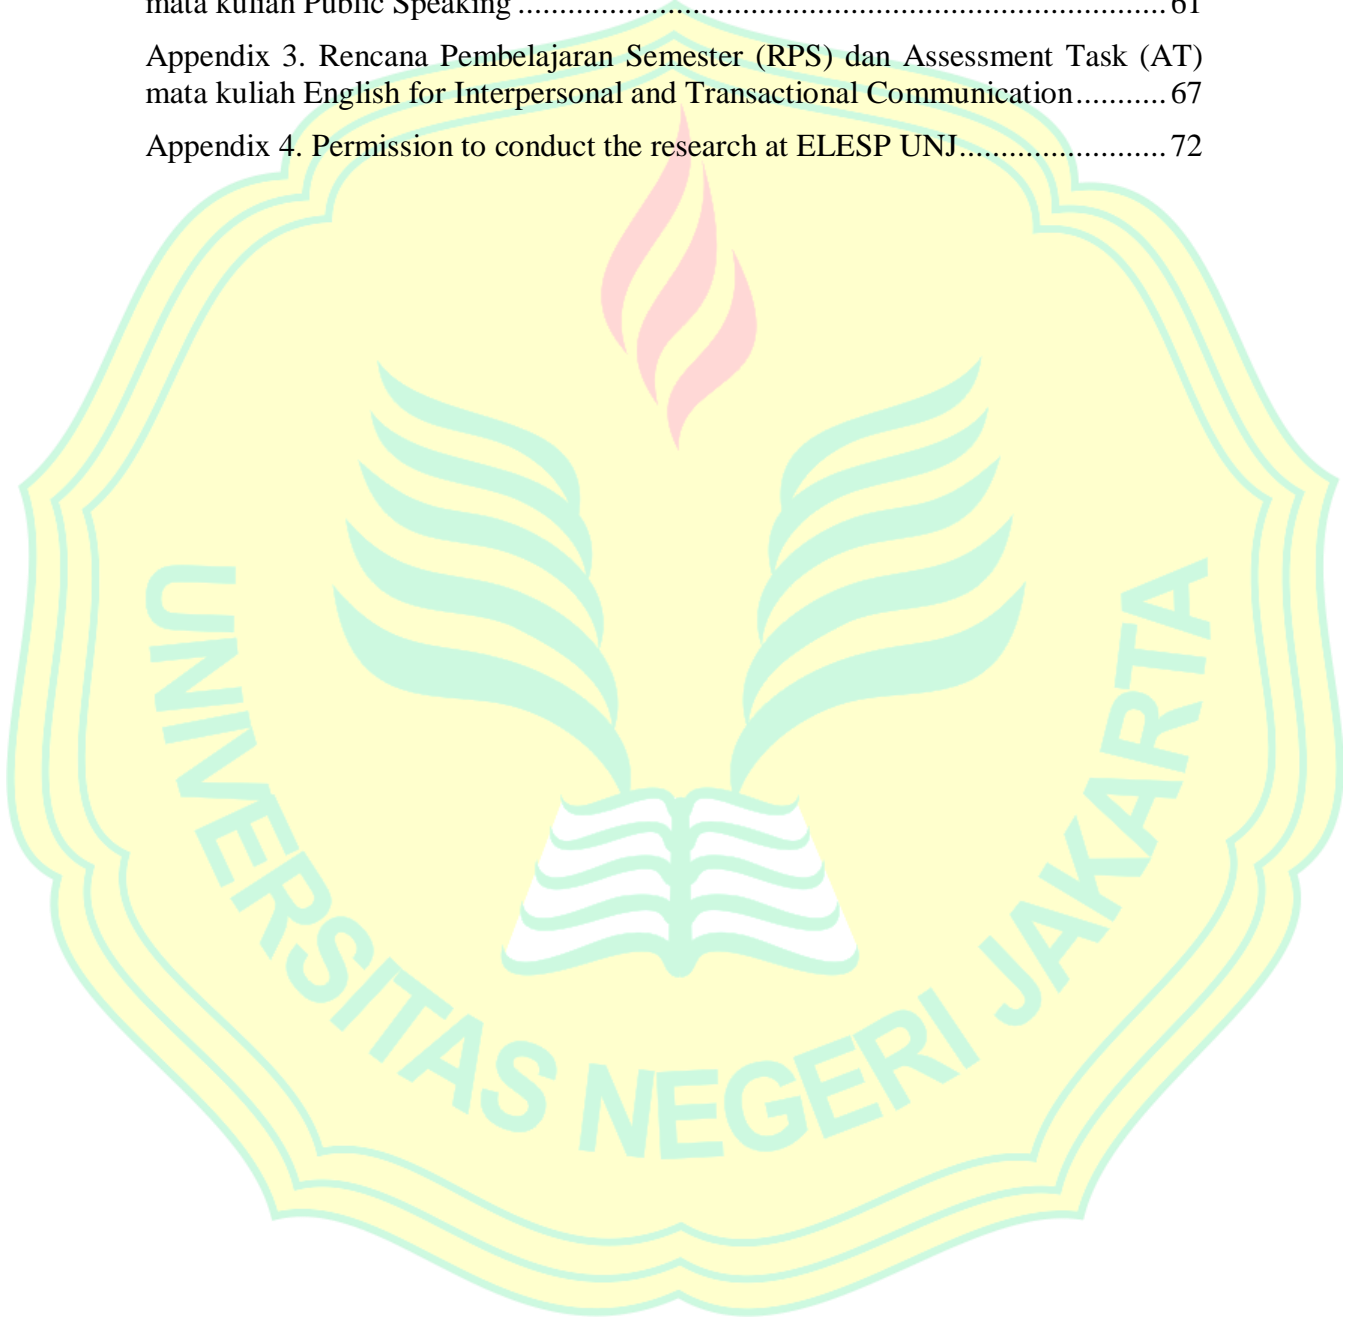 mata kuliah Public Speaking .............................................................................. 61
Appendix 3. Rencana Pembelajaran Semester (RPS) dan Assessment Task (AT)
mata kuliah English for Interpersonal and Transactional Communication........... 67
Appendix 4. Permission to conduct the research at ELESP UNJ......................... 72
UNIVERSITAS NEGERI JAKARTA